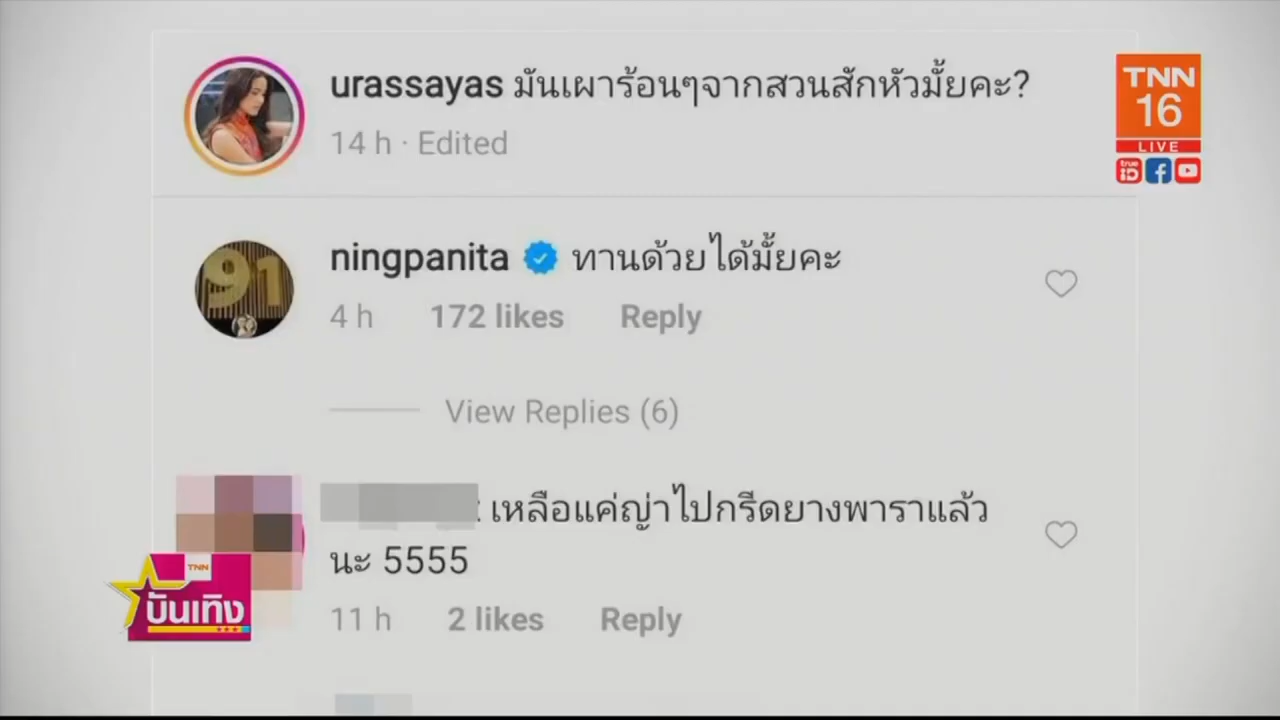 urassayas มันเผาร้อนๆจากสวนสักหัวมั้ยคะ?
14 h · Edited
TNN
16
LIVE
true
iD
ningpanita ทานด้วยได้มั้ยคะ
91
4 h 172 likes Reply
View Replies (6)
เหลือแค่ญ่าไปกรีดยางพาราแล้ว
นะ 5555
11 h 2 likes Reply
TNN
บันเทิง